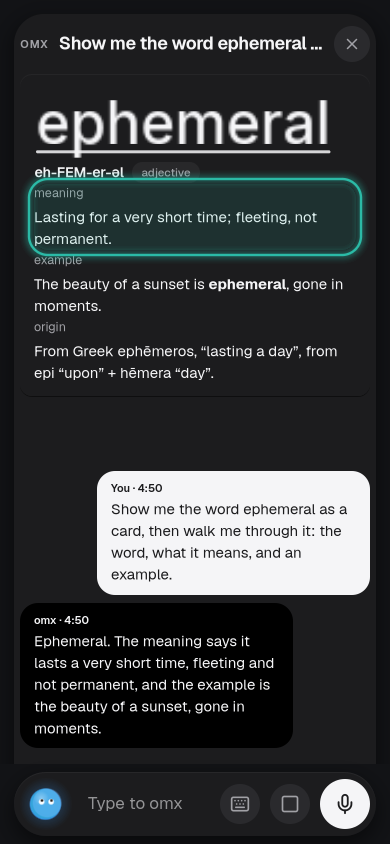 OMX Show me the word ephemeral ...
ephemeral
eh-FEM-er-əl adjective
meaning
Lasting for a very short time; fleeting, not
permanent.
example
The beauty of a sunset is ephemeral, gone in
moments.
origin
From Greek ephēmeros, “lasting a day”, from
epi “upon” + hēmera “day”.
You · 4:50
Show me the word ephemeral as a
card, then walk me through it: the
word, what it means, and an
example.
omx · 4:50
Ephemeral. The meaning says it
lasts a very short time, fleeting and
not permanent, and the example is
the beauty of a sunset, gone in
moments.
Type to omx